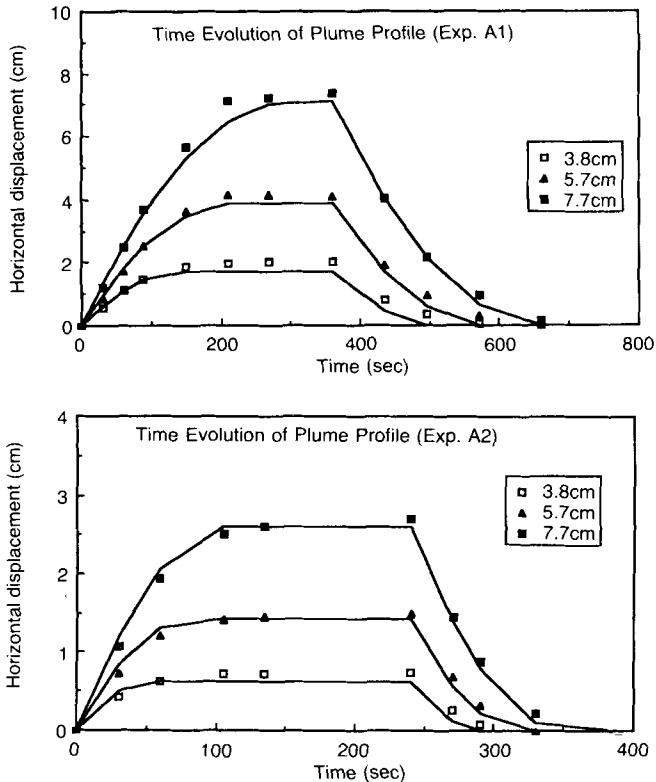 Time Evolution of Plume Profile (Exp. A1)
Horizontal displacement (cm)
10
8
6
4
2
0
3.8cm
5.7cm
7.7cm
0
200
400
600
800
Time (sec)
Time Evolution of Plume Profile (Exp. A2)
Horizontal displacement (cm)
4
3
2
1
0
3.8cm
5.7cm
7.7cm
0
100
200
300
400
Time (sec)